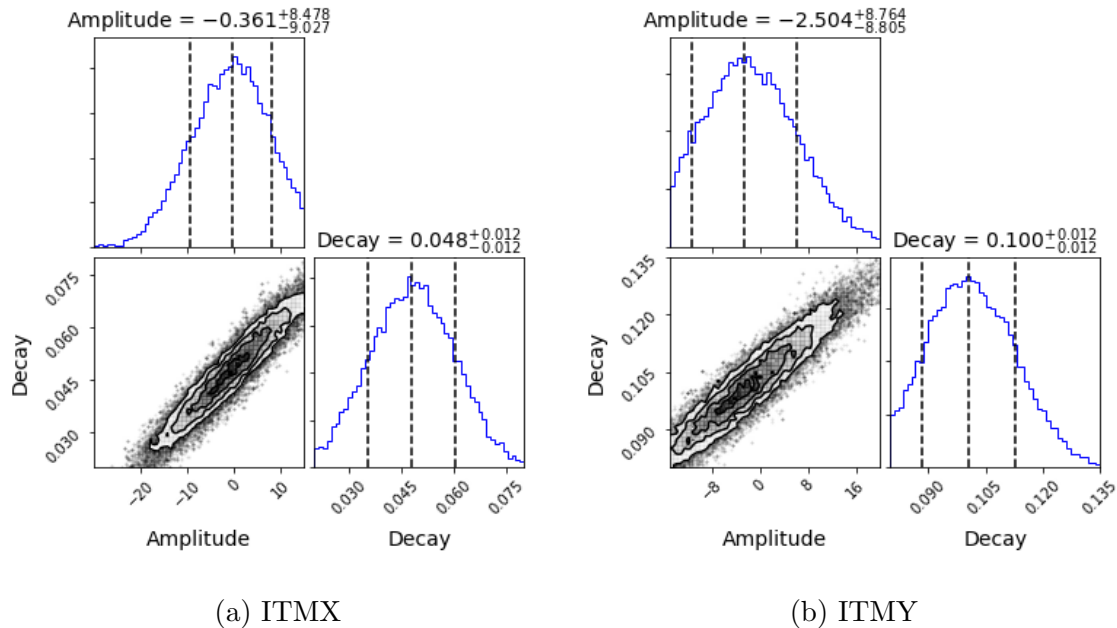 Amplitude = −0.361 +8.478 −9.027
Decay = 0.048 +0.012 −0.012
Decay
0.075
0.060
0.045
0.030
−20
−10
0
10
Amplitude
0.030
0.045
0.060
0.075
Decay
(a) ITMX
Amplitude = −2.504 +8.764 −8.805
Decay = 0.100 +0.012 −0.012
Decay
0.135
0.120
0.105
0.090
−8
0
8
16
Amplitude
0.090
0.105
0.120
0.135
Decay
(b) ITMY